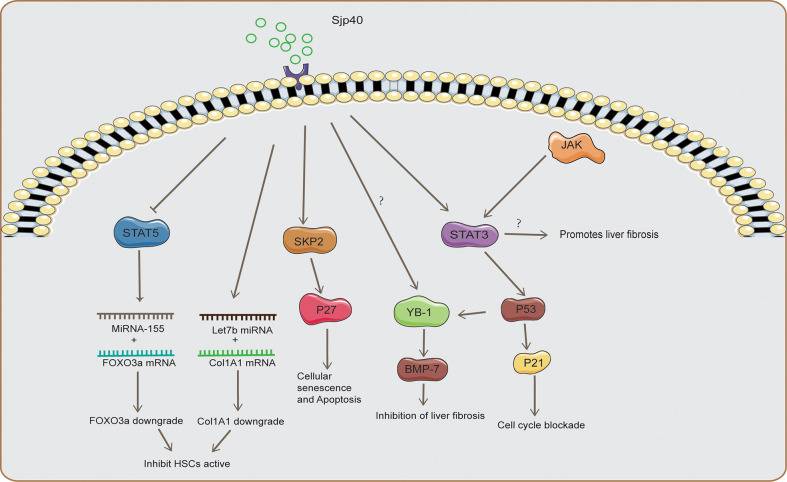 Sjp40
JAK
?
STAT5
SKP2
STAT3
?
Promotes liver fibrosis
MiRNA-155
+
FOXO3a mRNA
Let7b miRNA
+
Col1A1 mRNA
P27
YB-1
P53
BMP-7
P21
Cellular
senescence
and Apoptosis
FOXO3a downgrade
Col1A1 downgrade
Inhibition of liver fibrosis
Cell cycle blockade
Inhibit HSCs active